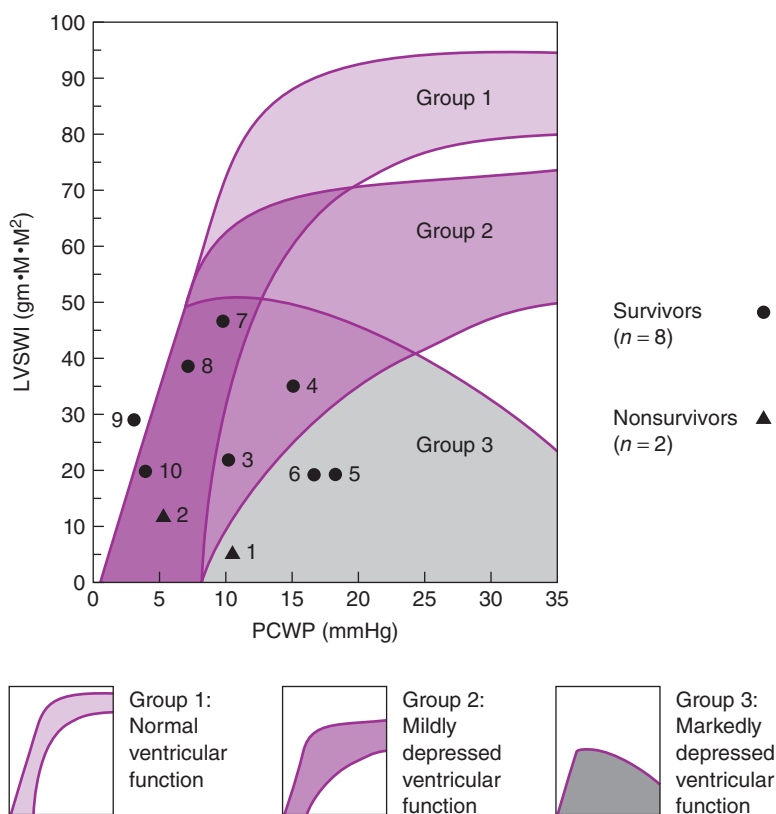 100
90
80
70
60
50
40
30
20
10
0
LVSWI (gm•M•M²)
Group 1
Group 2
Group 3
7
8
9
4
10
3
6
5
2
1
0 5 10 15 20 25 30 35
PCWP (mmHg)
Survivors
(n = 8)
Nonsurvivors
(n = 2)
Group 1:
Normal
ventricular
function
Group 2:
Mildly
depressed
ventricular
function
Group 3:
Markedly
depressed
ventricular
function